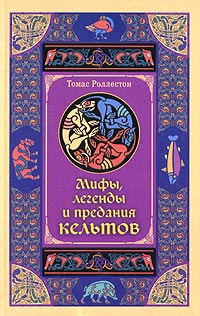 Томас Роллестон
Мифы,
легенды
и предания
кельтов